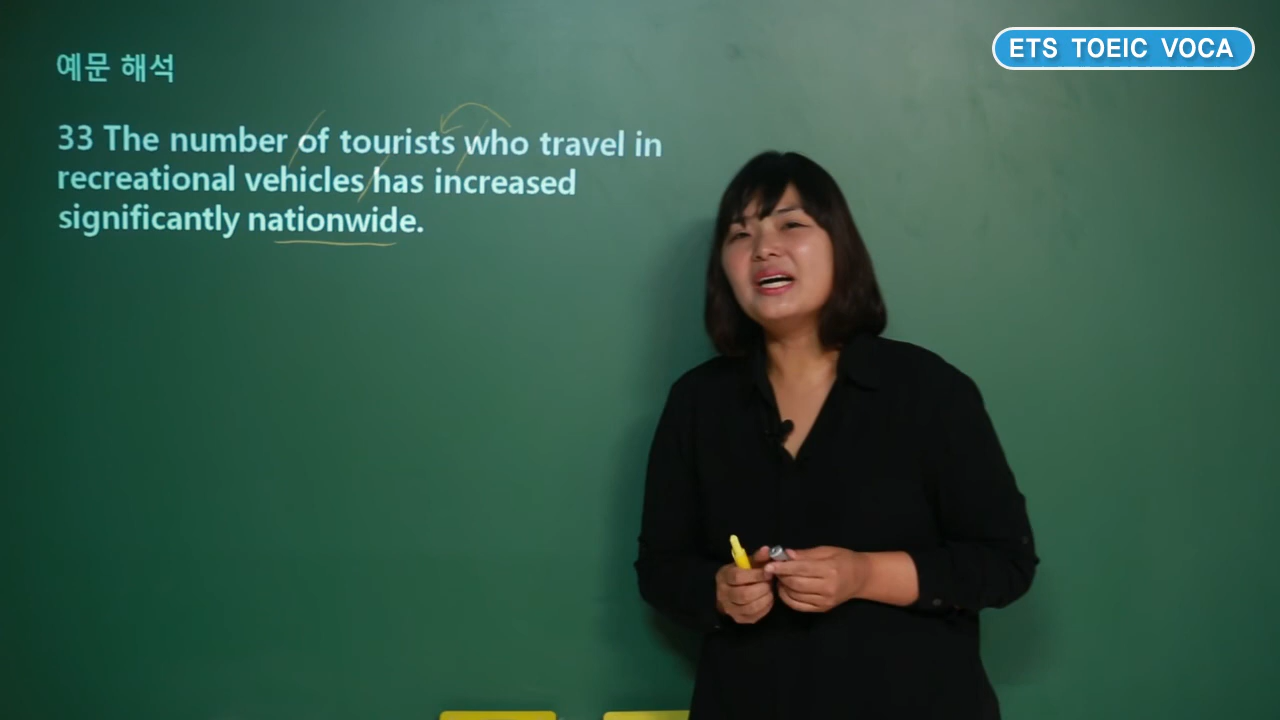 ETS TOEIC VOCA
예문 해석
33 The number of tourists who travel in
recreational vehicles has increased
significantly nationwide.